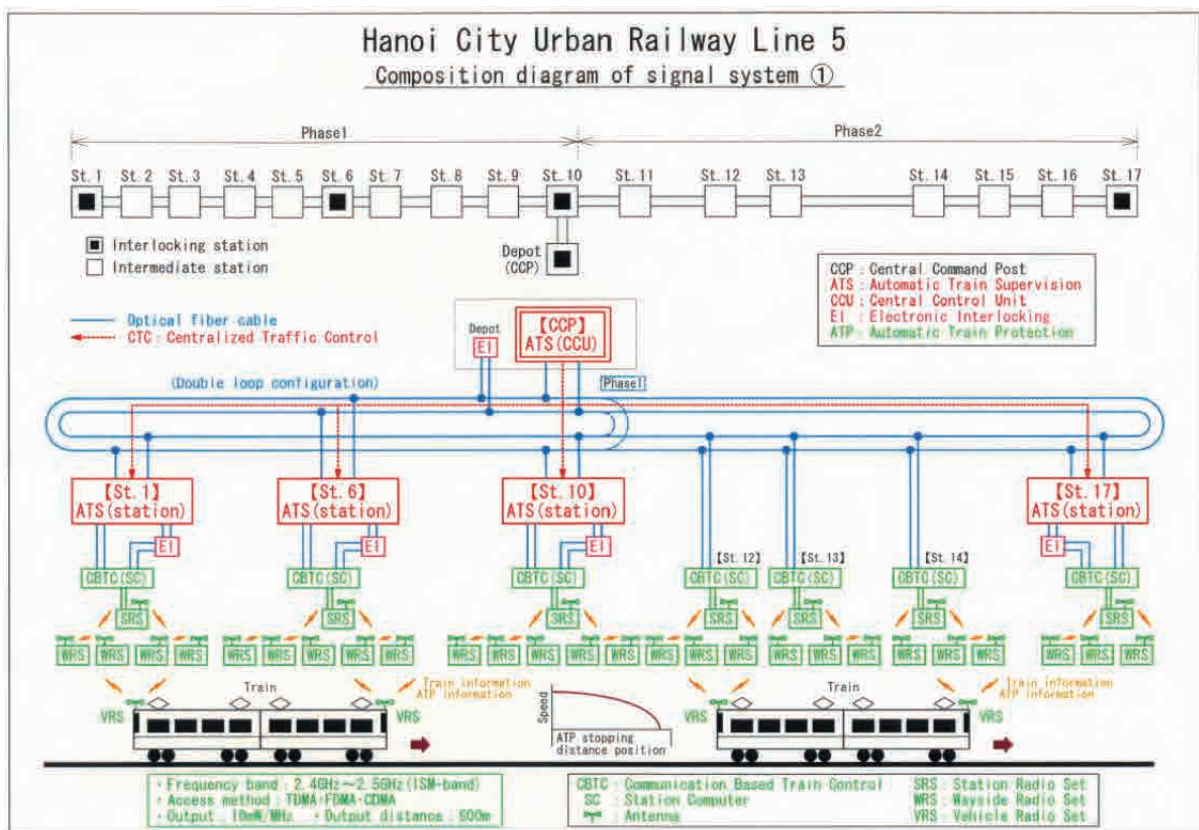 Hanoi City Urban Railway Line 5
Composition diagram of signal system ①
Phase1 Phase2
St.1 St.2 St.3 St.4 St.5 St.6 St.7 St.8 St.9 St.10 St.11 St.12 St.13 St.14 St.15 St.16 St.17
Interlocking station
Intermediate station
Depot
(CCP)
CCP : Central Command Post
ATS : Automatic Train Supervision
CCU : Central Control Unit
EI : Electronic Interlocking
ATP : Automatic Train Protection
Optical fiber cable
CTC : Centralized Traffic Control
Depot
EI
【CCP】
ATS(CCU)
(Double loop configuration)
Phase1
【St.1】
ATS(station)
【St.6】
ATS(station)
【St.10】
ATS(station)
【St.17】
ATS(station)
EI EI EI EI
【St.12】 【St.13】 【St.14】
CBTC(SC) CBTC(SC) CBTC(SC) CBTC(SC) CBTC(SC) CBTC(SC) CBTC(SC)
SRS SRS SRS SRS SRS SRS SRS
WRS WRS WRS WRS WRS WRS WRS WRS WRS WRS WRS WRS WRS WRS WRS WRS WRS WRS WRS WRS WRS WRS WRS WRS WRS
Train information
ATP information
Train information
ATP information
Train
VRS VRS
Speed
ATP stopping
distance position
Train
VRS VRS
・Frequency band : 2.4GHz～2.5GHz(ISM-band)
・Access method : TDMA・FDMA・CDMA
・Output : 10mW/MHz ・Output distance : 600m
CBTC : Communication Based Train Control
SC : Station Computer
: Antenna
SRS : Station Radio Set
WRS : Wayside Radio Set
VRS : Vehicle Radio Set